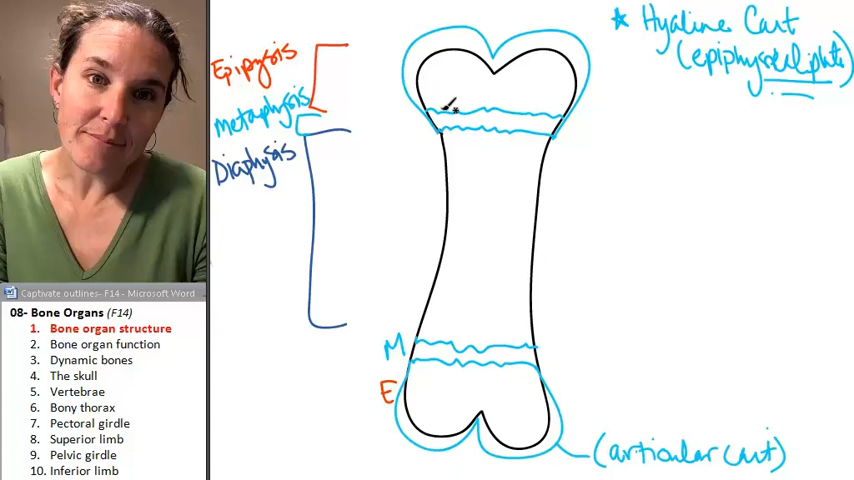 * Hyaline Cart
(epiphyseal plate)
Epipysis
Metaphysis
Diaphysis
M
E
(articular cart)
Captivate outlines- F14 - Microsoft Word
08- Bone Organs (F14)
1. Bone organ structure
2. Bone organ function
3. Dynamic bones
4. The skull
5. Vertebrae
6. Bony thorax
7. Pectoral girdle
8. Superior limb
9. Pelvic girdle
10. Inferior limb